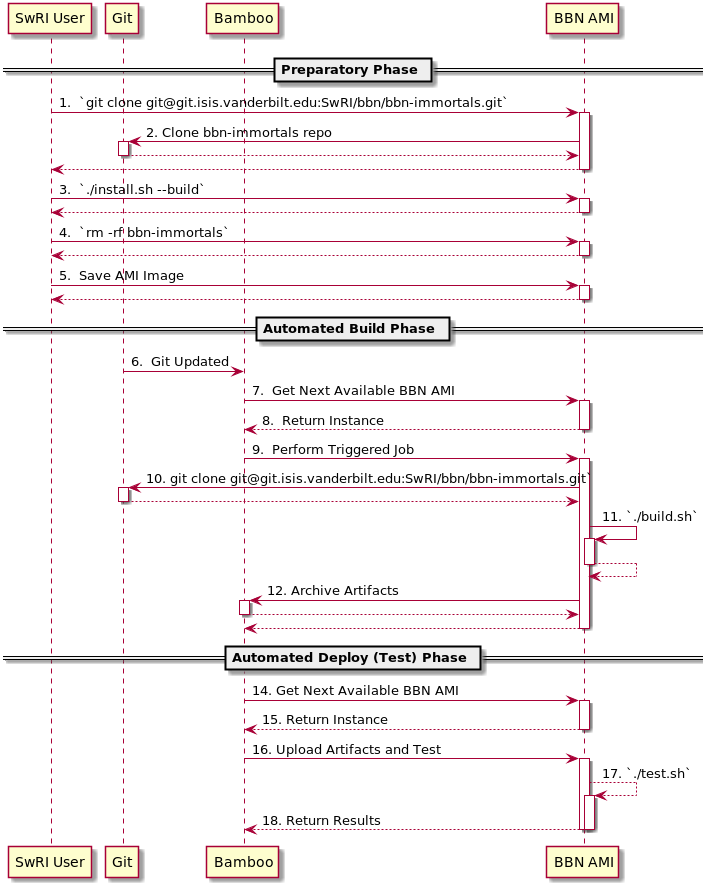 SwRI User Git Bamboo BBN AMI
Preparatory Phase
1. `git clone git@git.isis.vanderbilt.edu:SwRI/bbn/bbn-immortals.git`
2. Clone bbn-immortals repo
3. `./install.sh --build`
4. `rm -rf bbn-immortals`
5. Save AMI Image
Automated Build Phase
6. Git Updated
7. Get Next Available BBN AMI
8. Return Instance
9. Perform Triggered Job
10. git clone git@git.isis.vanderbilt.edu:SwRI/bbn/bbn-immortals.git`
11. `./build.sh`
12. Archive Artifacts
Automated Deploy (Test) Phase
14. Get Next Available BBN AMI
15. Return Instance
16. Upload Artifacts and Test
17. `./test.sh`
18. Return Results
SwRI User Git Bamboo BBN AMI